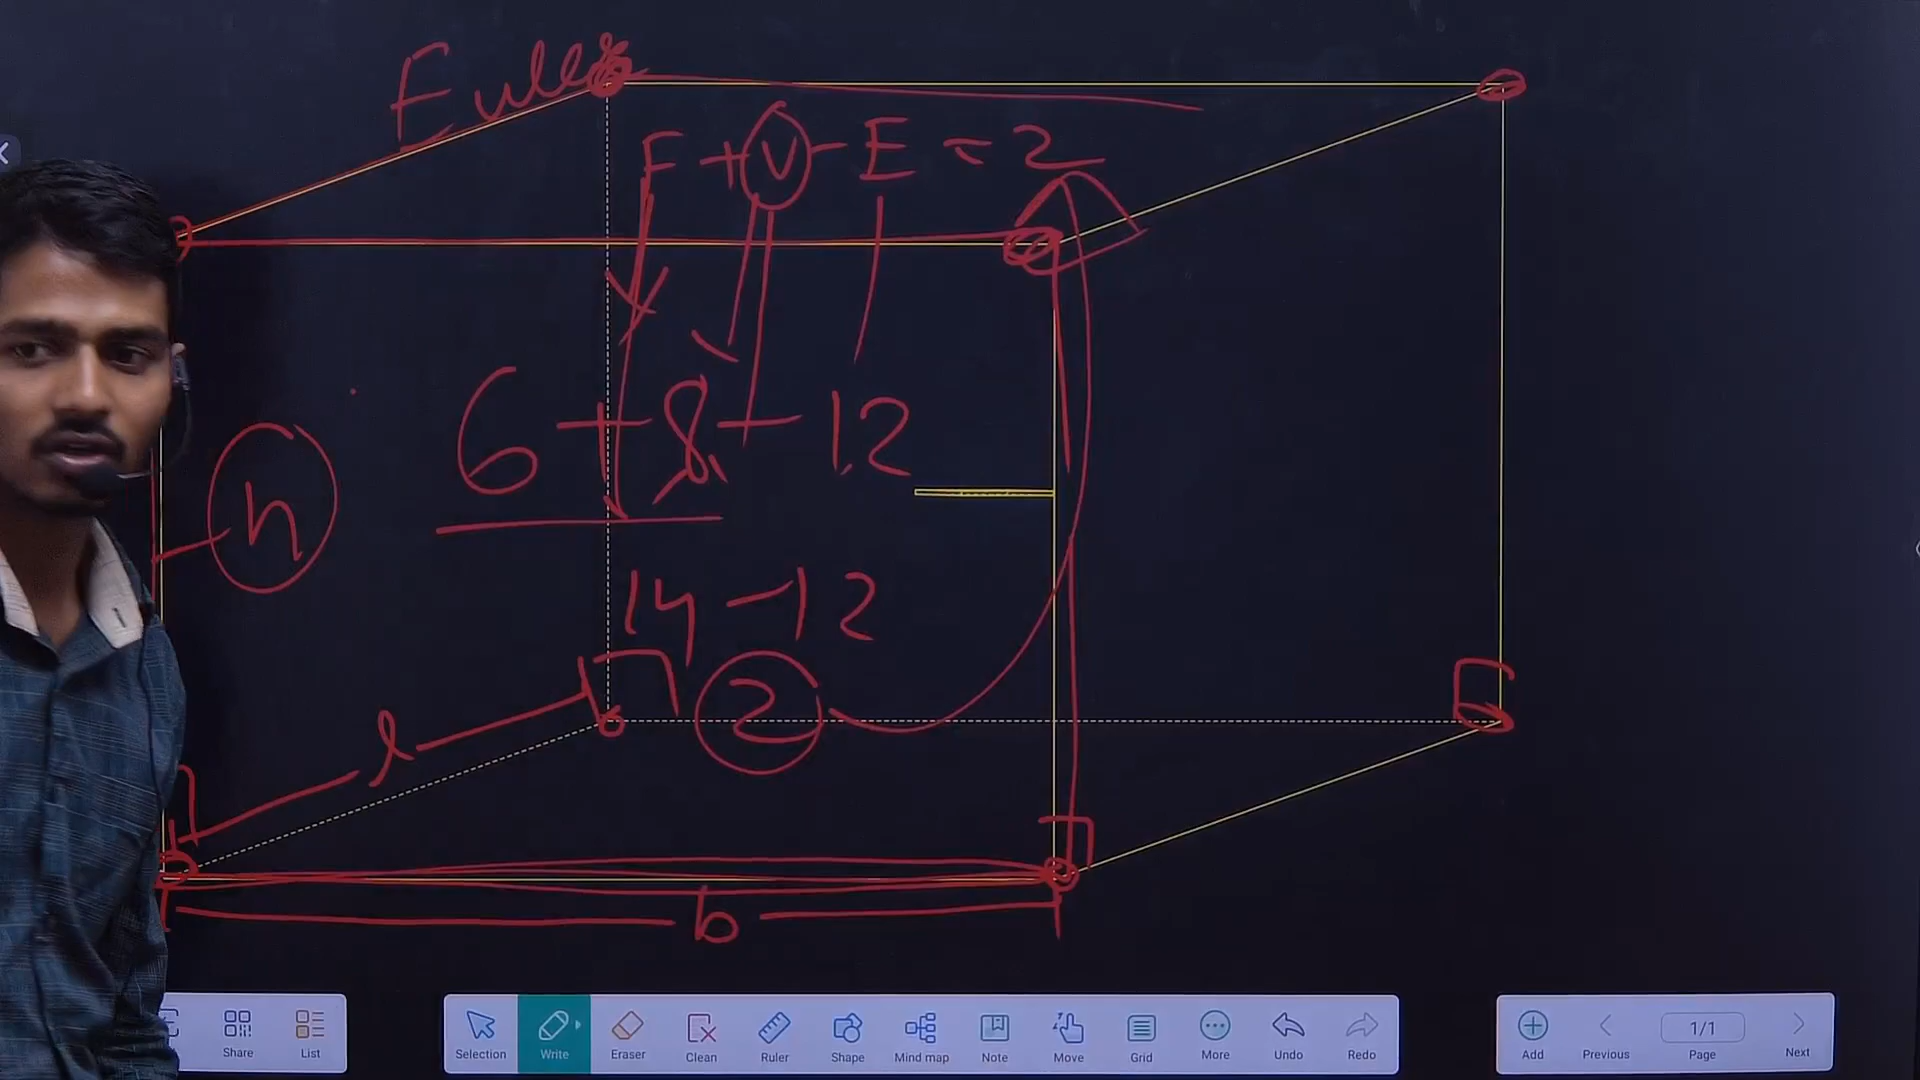 Euler
F + V - E = 2
6 + 8 - 12
h
14 - 12
2
l
b
Share
List
Selection
Write
Eraser
Clean
Ruler
Shape
Mind map
Note
Move
Grid
More
Undo
Redo
Add
Previous
1/1
Page
Next